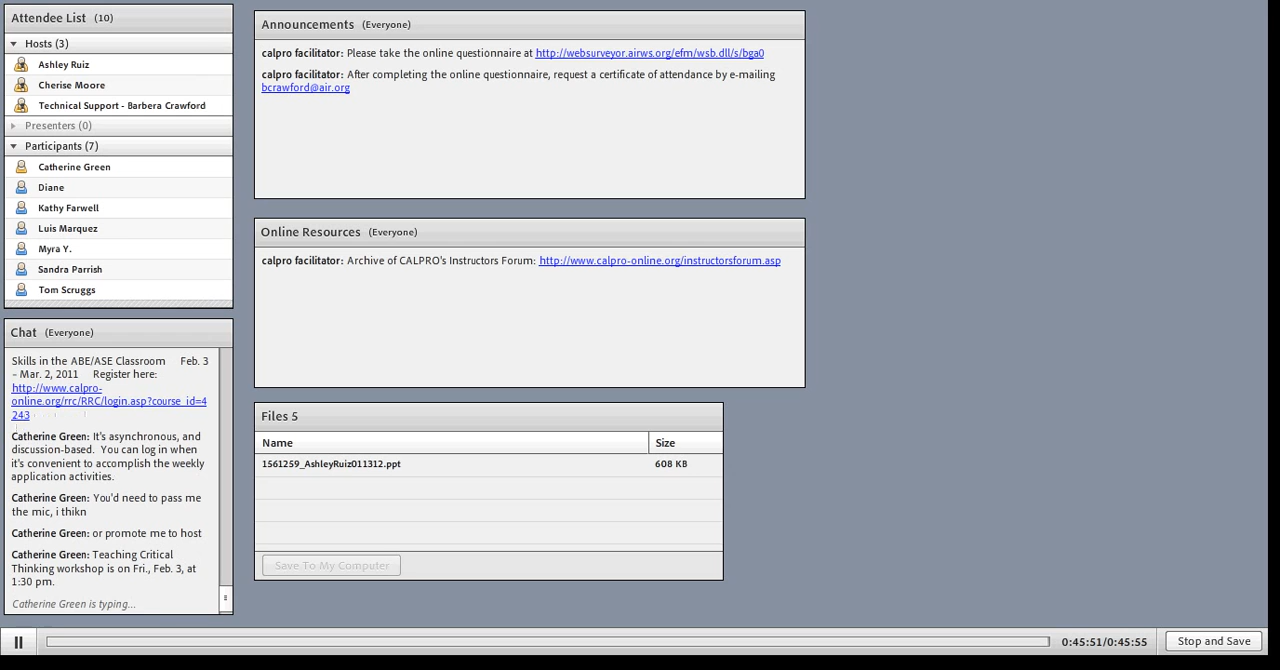 Attendee List (10)
Hosts (3)
Ashley Ruiz
Cherise Moore
Technical Support - Barbera Crawford
Presenters (0)
Participants (7)
Catherine Green
Diane
Kathy Farwell
Luis Marquez
Myra Y.
Sandra Parrish
Tom Scruggs
Chat (Everyone)
Skills in the ABE/ASE Classroom Feb. 3
– Mar. 2, 2011 Register here:
http://www.calpro-
online.org/rrc/RRC/login.asp?course_id=4
243
Catherine Green: It's asynchronous, and
discussion-based. You can log in when
it's convenient to accomplish the weekly
application activities.
Catherine Green: You'd need to pass me
the mic, i thikn
Catherine Green: or promote me to host
Catherine Green: Teaching Critical
Thinking workshop is on Fri., Feb. 3, at
1:30 pm.
Catherine Green is typing...
Announcements (Everyone)
calpro facilitator: Please take the online questionnaire at http://websurveyor.airws.org/efm/wsb.dll/s/bga0
calpro facilitator: After completing the online questionnaire, request a certificate of attendance by e-mailing
bcrawford@air.org
Online Resources (Everyone)
calpro facilitator: Archive of CALPRO's Instructors Forum: http://www.calpro-online.org/instructorsforum.asp
Files 5
Name Size
1561259_AshleyRuiz011312.ppt 608 KB
Save To My Computer
0:45:51/0:45:55 Stop and Save